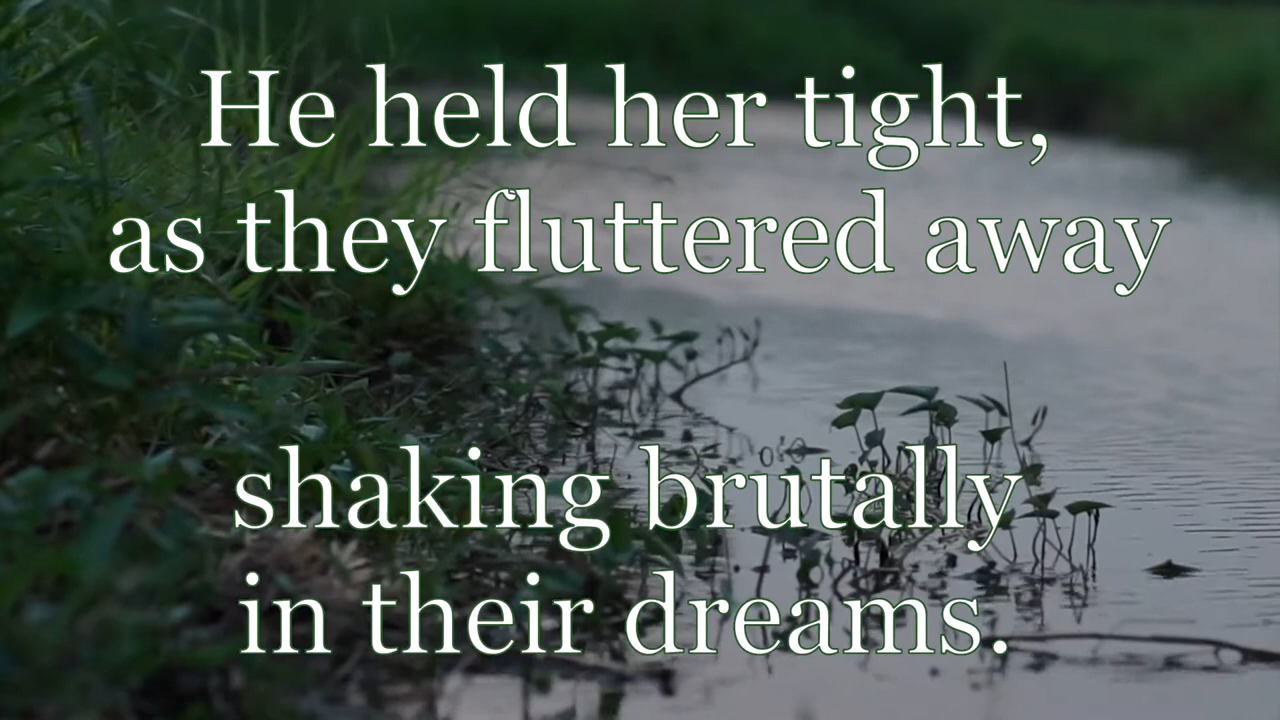 He held her tight,
as they fluttered away
shaking brutally
in their dreams.